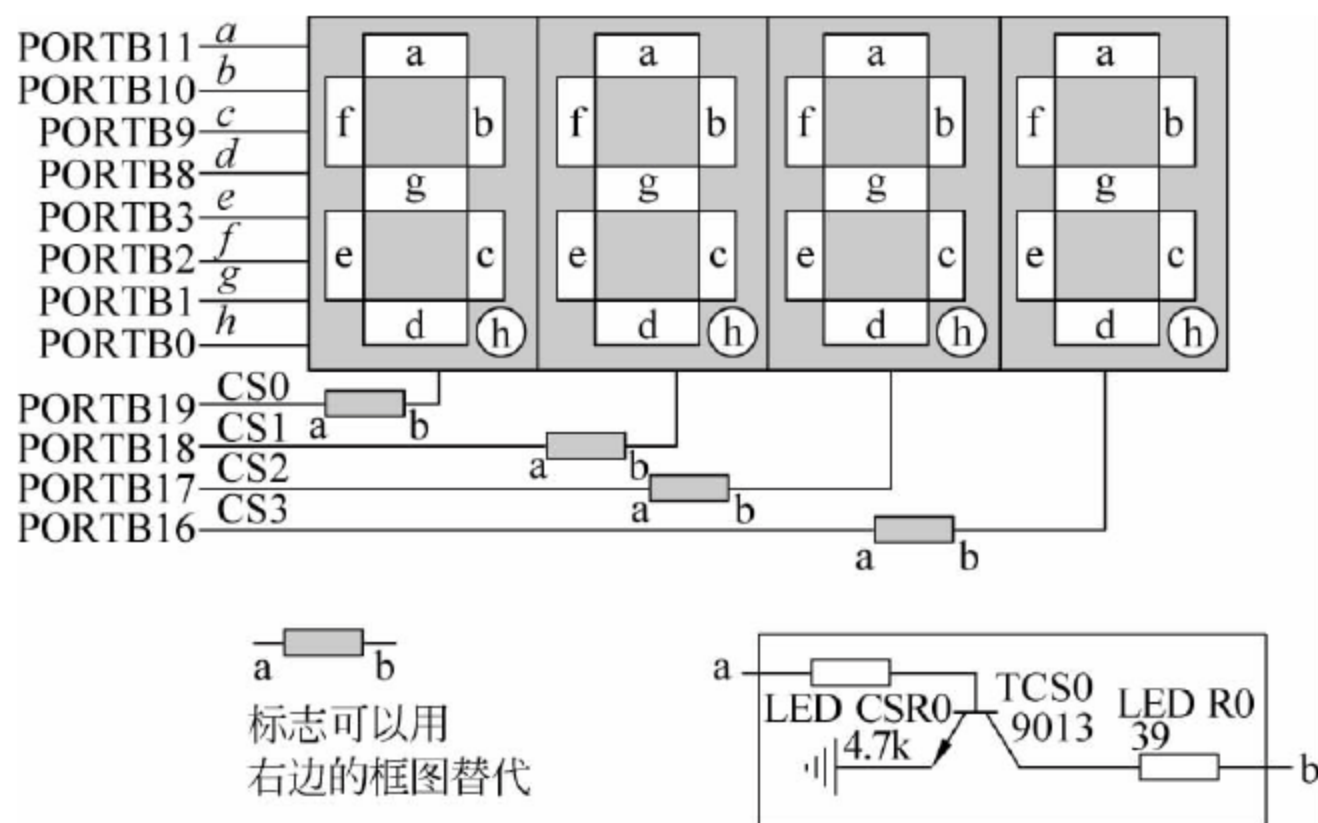 PORTB11 a
PORTB10 b
PORTB9 c
PORTB8 d
PORTB3 e
PORTB2 f
PORTB1 g
PORTB0 h
a a a a
f b f b f b f b
g g g g
e c e c e c e c
d h d h d h d h
PORTB19 CS0 a b
PORTB18 CS1 a b
PORTB17 CS2 a b
PORTB16 CS3 a b
a b
标志可以用
右边的框图替代
a
LED CSR0
4.7k
TCS0
9013
LED R0
39
b